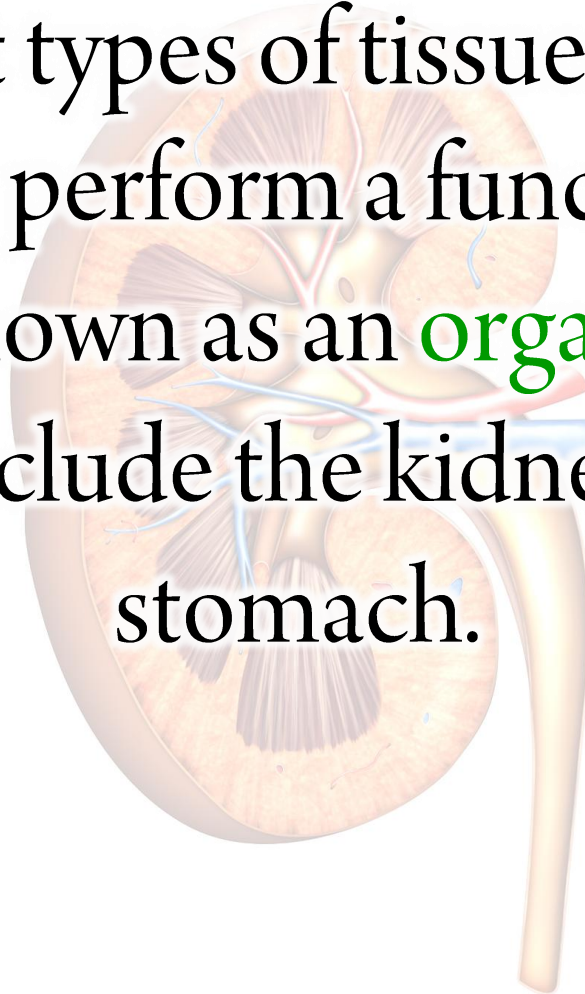 t types of tissue
perform a func
own as an orga
clude the kidne
stomach.